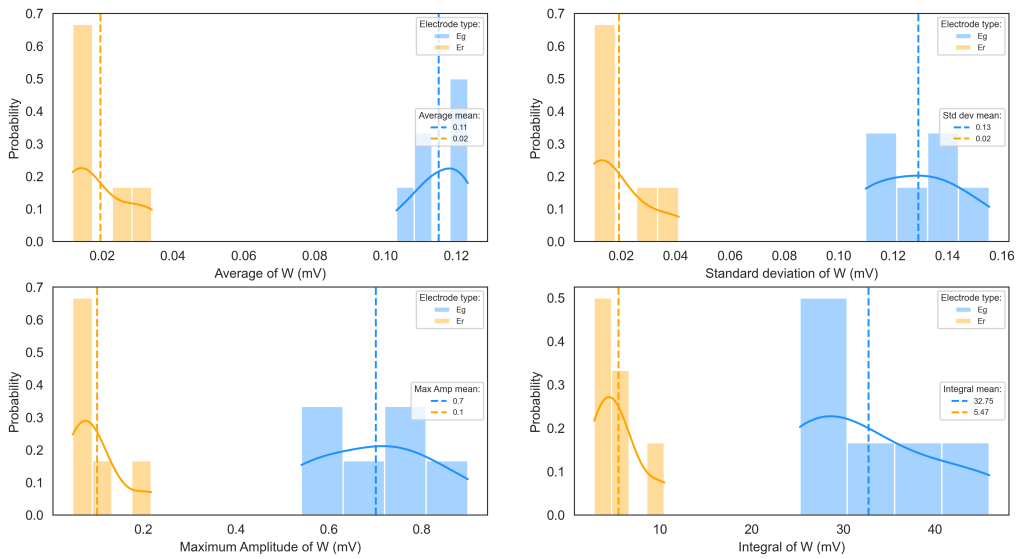 0.7
0.6
0.5
0.4
0.3
0.2
0.1
0.0
Probability
0.02
0.04
0.06
0.08
0.10
0.12
Average of W (mV)
Electrode type:
Eg
Er
Average mean:
0.11
0.02
0.7
0.6
0.5
0.4
0.3
0.2
0.1
0.0
Probability
0.02
0.04
0.06
0.08
0.10
0.12
0.14
0.16
Standard deviation of W (mV)
Electrode type:
Eg
Er
Std dev mean:
0.13
0.02
0.7
0.6
0.5
0.4
0.3
0.2
0.1
0.0
Probability
0.2
0.4
0.6
0.8
Maximum Amplitude of W (mV)
Electrode type:
Eg
Er
Max Amp mean:
0.7
0.1
0.5
0.4
0.3
0.2
0.1
0.0
Probability
10
20
30
40
Integral of W (mV)
Electrode type:
Eg
Er
Integral mean:
32.75
5.47